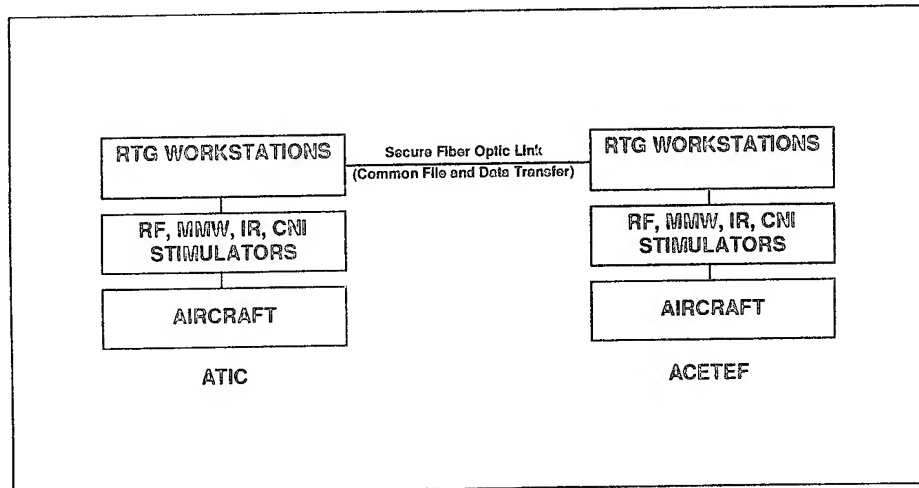 RTG WORKSTATIONS
RF, MMW, IR, CNI
STIMULATORS
AIRCRAFT
ATIC
Secure Fiber Optic Link
(Common File and Data Transfer)
RTG WORKSTATIONS
RF, MMW, IR, CNI
STIMULATORS
AIRCRAFT
ACETEF